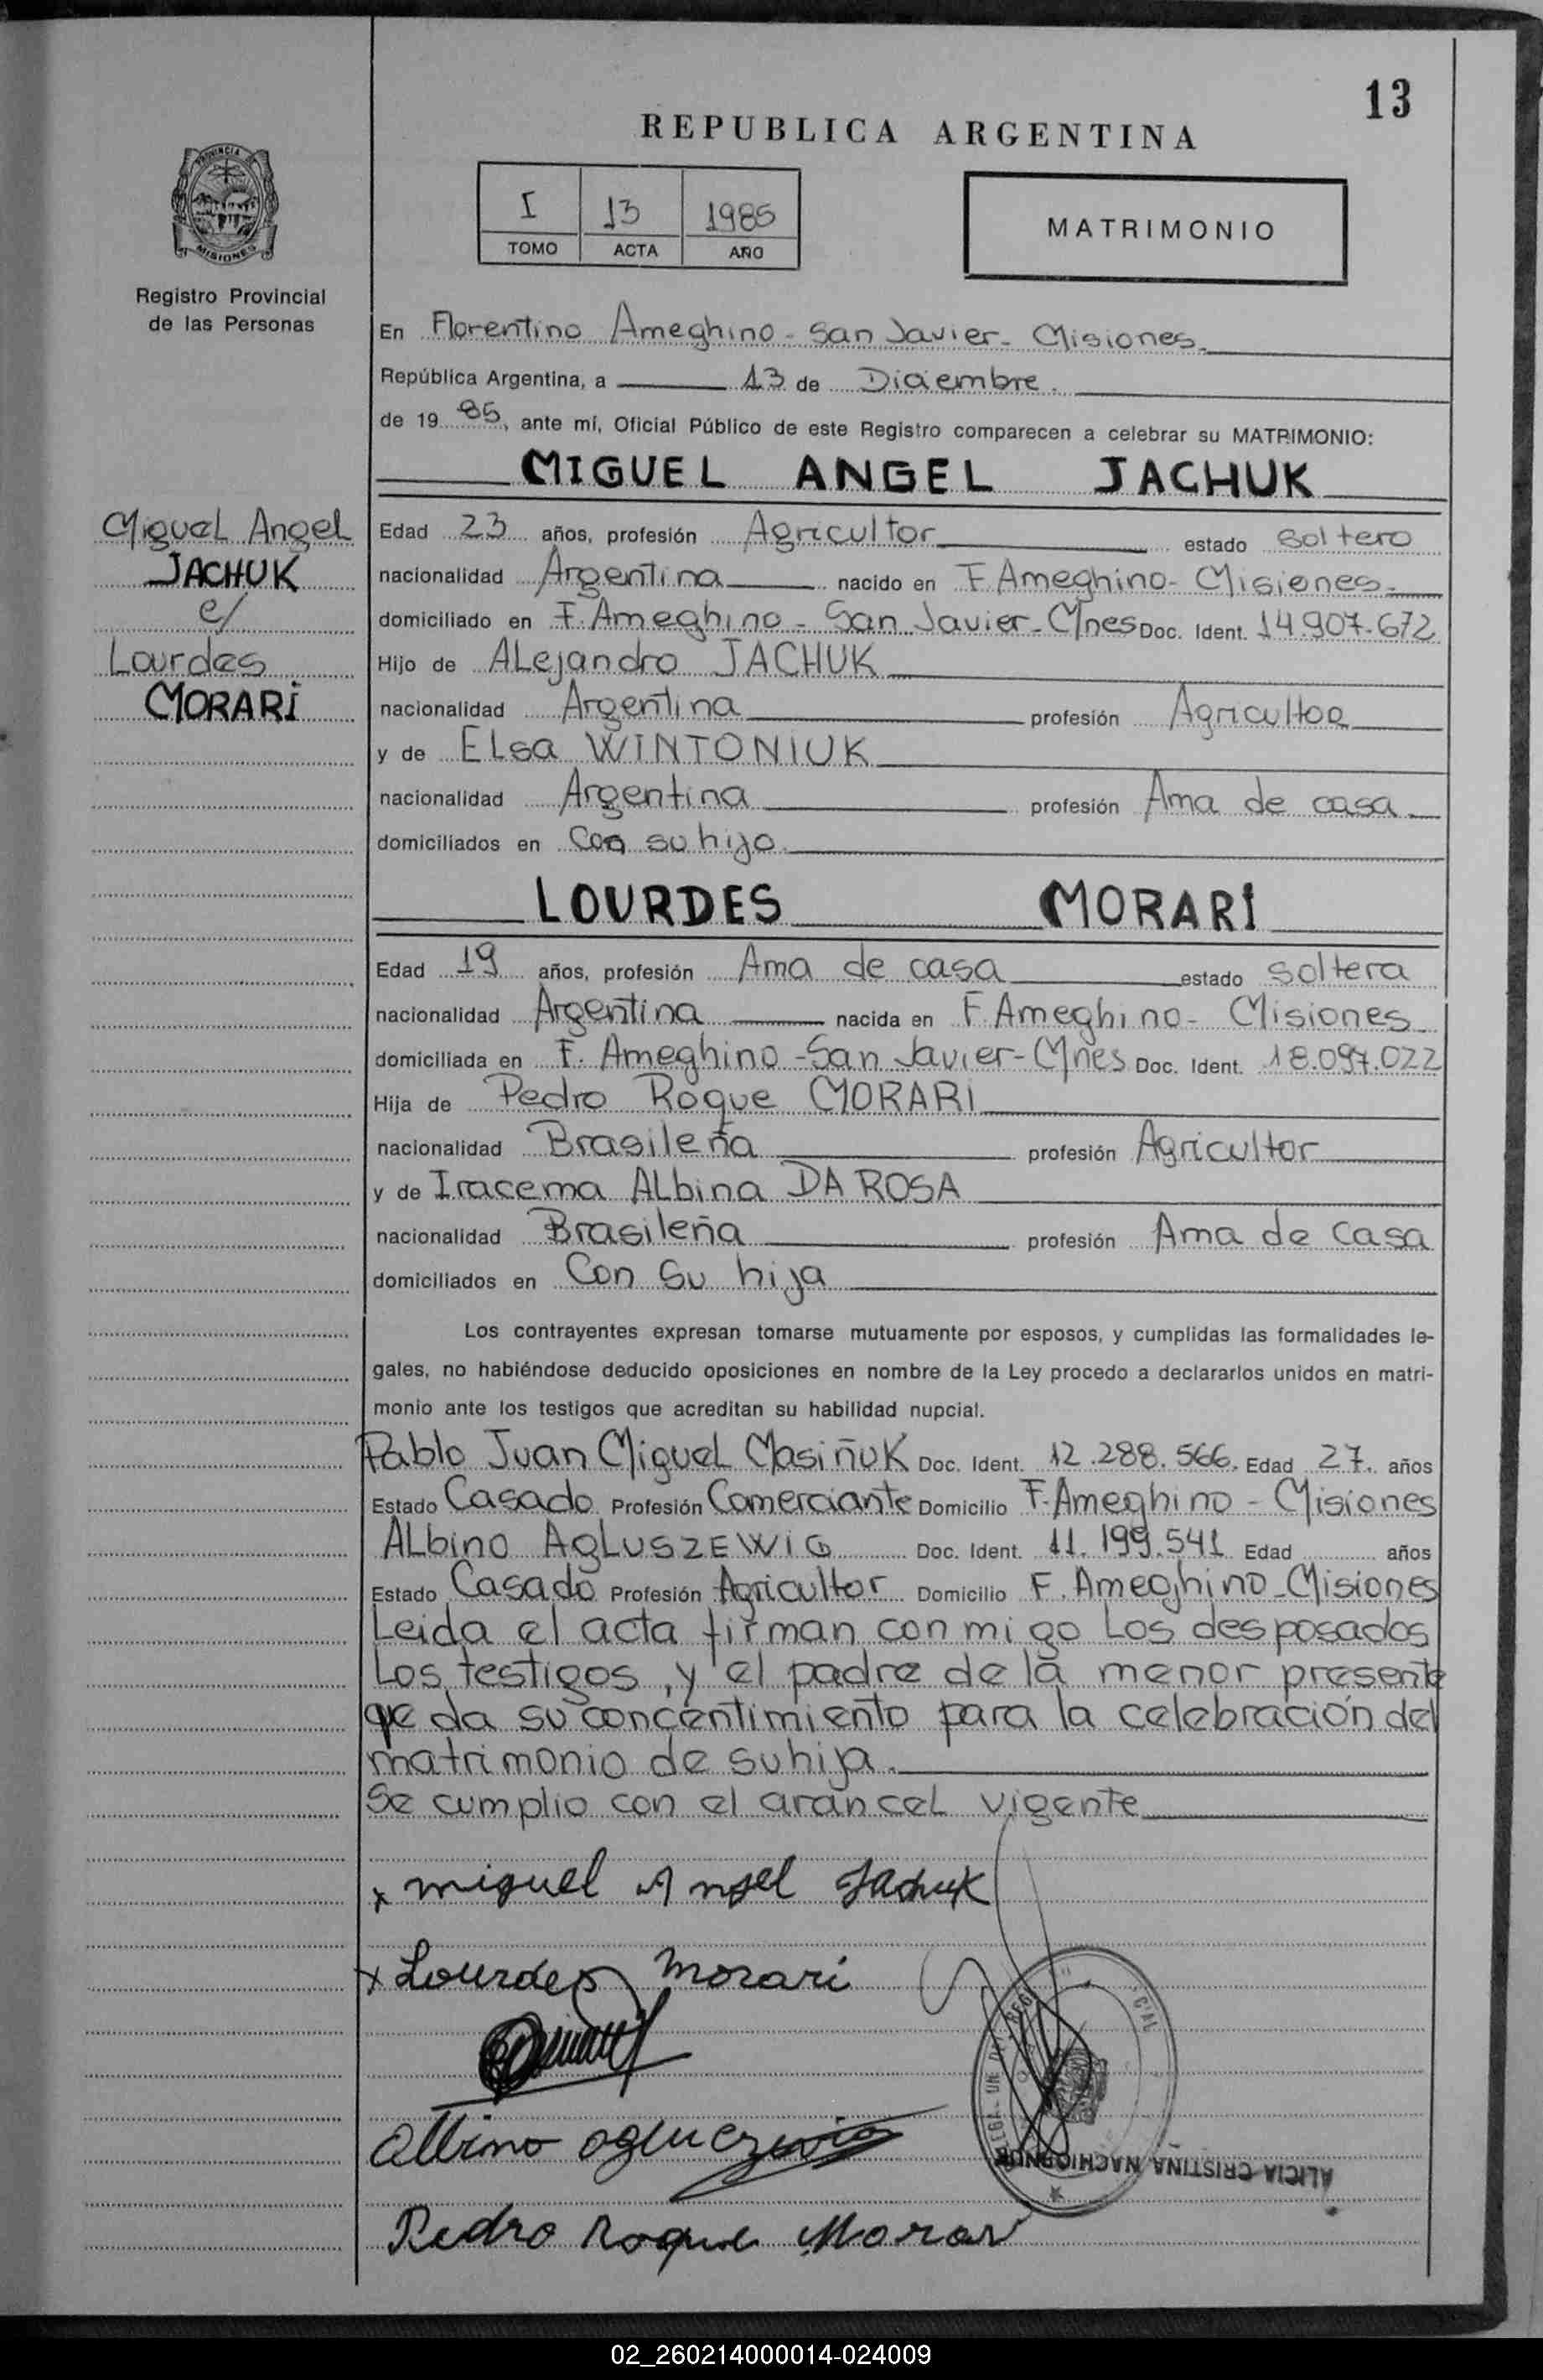 13
REPUBLICA ARGENTINA
I 13 1985
TOMO ACTA AÑO
MATRIMONIO
PROVINCIA
MISIONES
Registro Provincial
de las Personas
Miguel Angel
JACHUK
c/
Lourdes
MORARI
En Florentino Ameghino - San Javier - Misiones.
República Argentina, a 13 de Diciembre.
de 19 85, ante mí, Oficial Público de este Registro comparecen a celebrar su MATRIMONIO:
MIGUEL ANGEL JACHUK
Edad 23 años, profesión Agricultor estado Soltero
nacionalidad Argentina nacido en F. Ameghino - Misiones.
domiciliado en F. Ameghino - San Javier - Mnes Doc. Ident. 14.907.672
Hijo de Alejandro JACHUK
nacionalidad Argentina profesión Agricultor
y de Elsa WINTONIUK
nacionalidad Argentina profesión Ama de casa
domiciliados en Con su hijo.
LOURDES MORARI
Edad 19 años, profesión Ama de casa estado Soltera
nacionalidad Argentina nacida en F. Ameghino - Misiones
domiciliada en F. Ameghino - San Javier - Mnes Doc. Ident. 18.097.022
Hija de Pedro Roque MORARI
nacionalidad Brasileña profesión Agricultor
y de Iracema Albina DA ROSA
nacionalidad Brasileña profesión Ama de Casa
domiciliados en Con Su hija
Los contrayentes expresan tomarse mutuamente por esposos, y cumplidas las formalidades le-
gales, no habiéndose deducido oposiciones en nombre de la Ley procedo a declararlos unidos en matri-
monio ante los testigos que acreditan su habilidad nupcial.
Pablo Juan Miguel Masiñuk Doc. Ident. 12.288.566. Edad 27. años
Estado Casado Profesión Comerciante Domicilio F. Ameghino - Misiones
Albino AGLUSZEWIG Doc. Ident. 11.199.541 Edad años
Estado Casado Profesión Agricultor Domicilio F. Ameghino - Misiones
Leida el acta firman con migo Los desposados
Los testigos, y el padre de la menor presente
qe da su concentimiento para la celebración del
matrimonio de su hija.
Se cumplio con el arancel vigente
x miguel Angel Jachuk
x Lourdes Morari
Albino ogluczewig
Pedro Roque Morari
ALICIA CRISTINA NACHIORNUK
02_260214000014-024009